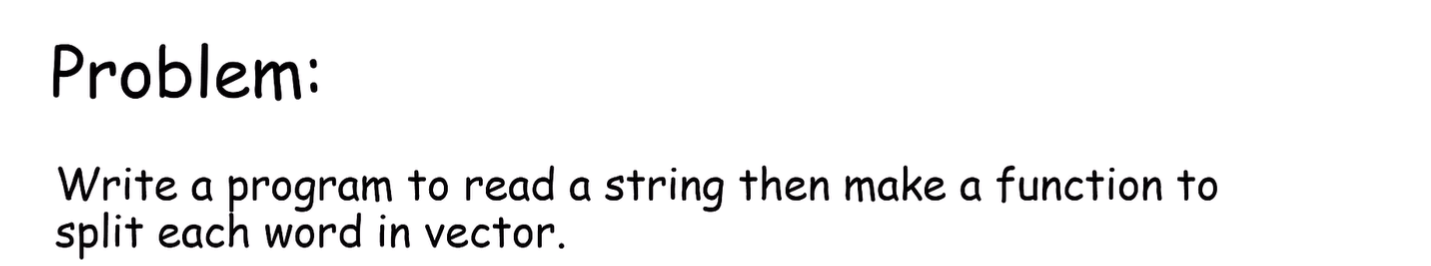 Problem:
Write a program to read a string then make a function to
split each word in vector.